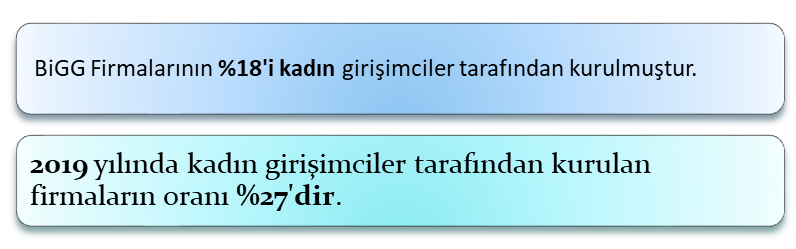 BiGG Firmalarının %18'i kadın girişimciler tarafından kurulmuştur.
2019 yılında kadın girişimciler tarafından kurulan
firmaların oranı %27'dir.